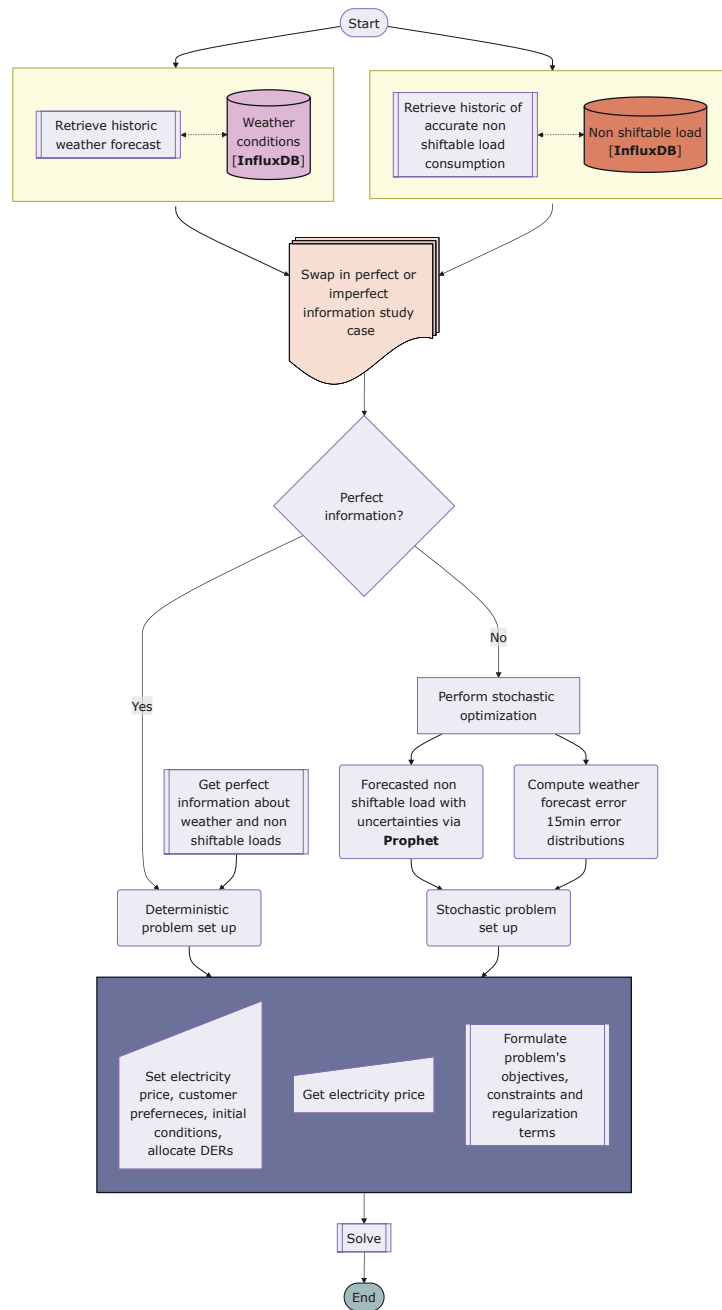 Start
Retrieve historic
weather forecast
Weather
conditions
[InfluxDB]
Retrieve historic of
accurate non
shiftable load
consumption
Non shiftable load
[InfluxDB]
Swap in perfect or
imperfect
information study
case
Perfect
information?
No
Yes
Perform stochastic
optimization
Get perfect
information about
weather and non
shiftable loads
Forecasted non
shiftable load with
uncertainties via
Prophet
Compute weather
forecast error
15min error
distributions
Deterministic
problem set up
Stochastic problem
set up
Set electricity
price, customer
preferneces, initial
conditions,
allocate DERs
Get electricity price
Formulate
problem's
objectives,
constraints and
regularization
terms
Solve
End